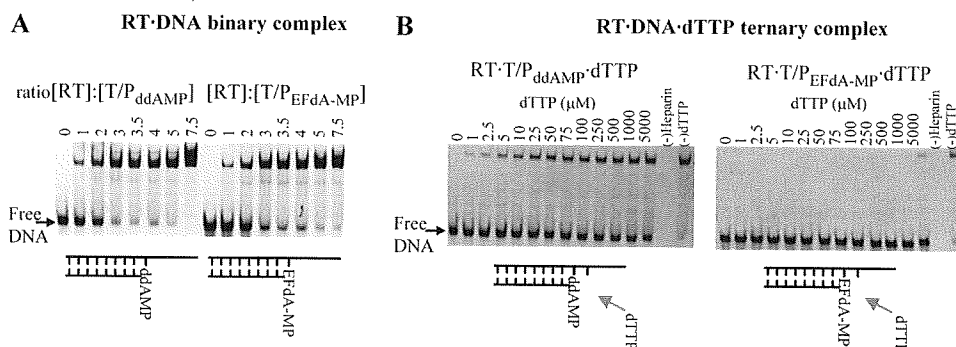 A
RT·DNA binary complex
ratio[RT]:[T/PddAMP] [RT]:[T/PEFdA-MP]
0 1 2 3 3.5 4 5 7.5 0 1 2 3 3.5 4 5 7.5
Free
DNA
ddAMP
EFdA-MP
B
RT·DNA·dTTP ternary complex
RT·T/PddAMP·dTTP
dTTP (µM)
0 1 2.5 5 10 25 50 75 100 250 500 1000 5000 (-)Heparin (-)dTTP
RT·T/PEFdA-MP·dTTP
dTTP (µM)
0 1 2.5 5 10 25 50 75 100 250 500 1000 5000 (-)Heparin (-)dTTP
Free
DNA
ddAMP
dTTP
EFdA-MP
dTTP